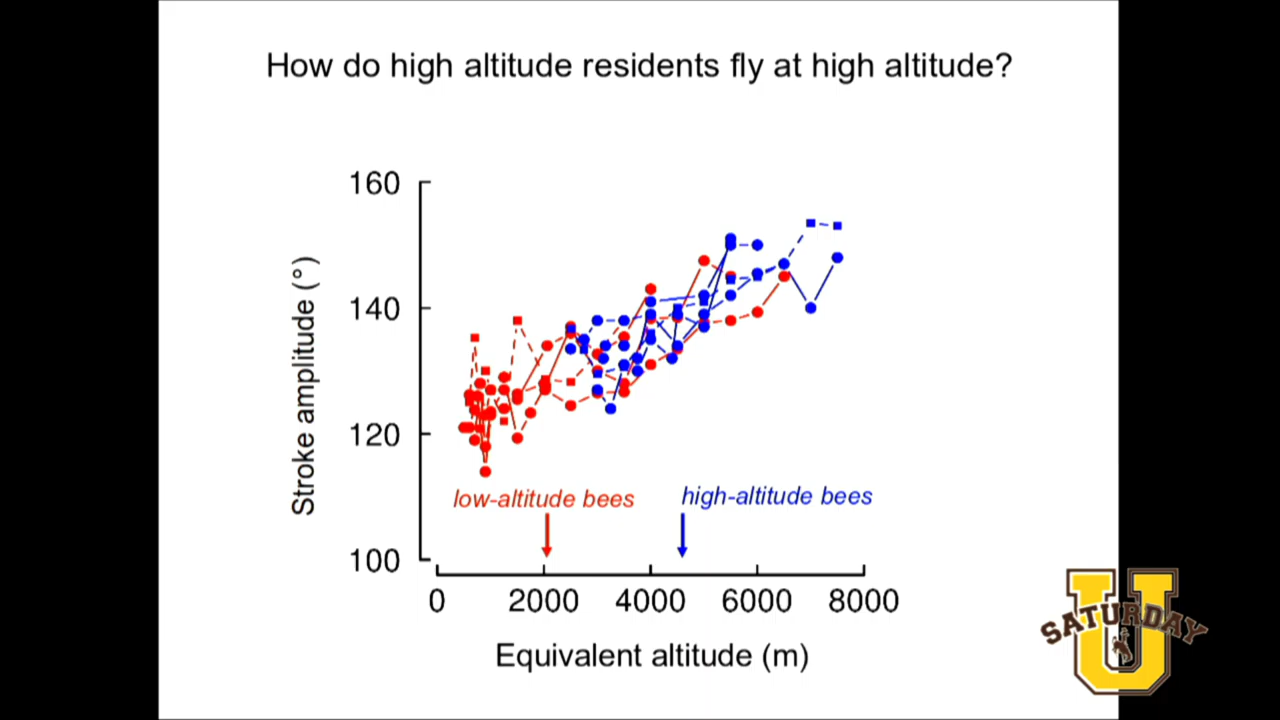 How do high altitude residents fly at high altitude?
160
140
120
100
Stroke amplitude (°)
low-altitude bees
high-altitude bees
0 2000 4000 6000 8000
Equivalent altitude (m)
U
SATURDAY